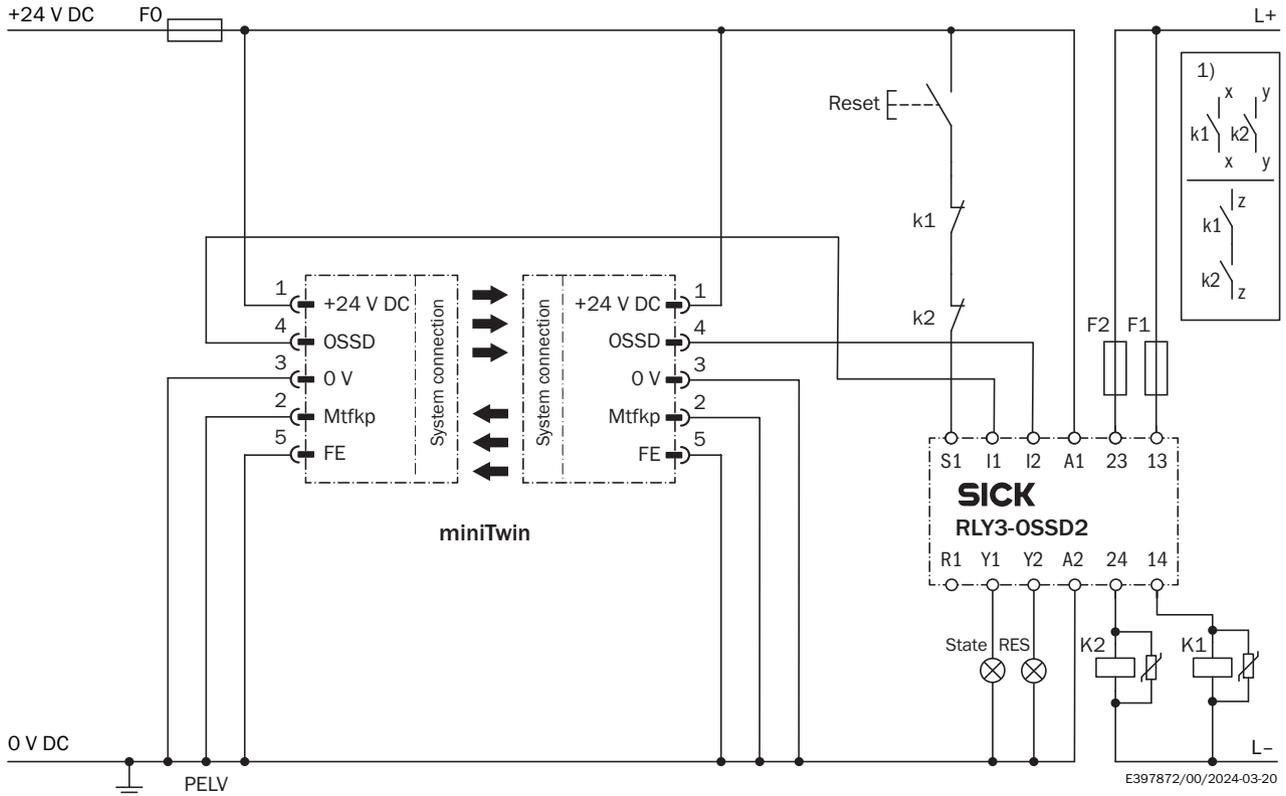 +24 V DC
F0
L+
1)
x
y
k1
k2
x
y
z
k1
k2
z
Reset
k1
k2
F2
F1
1
+24 V DC
4
OSSD
3
0 V
2
Mtfkp
5
FE
System connection
System connection
+24 V DC
1
OSSD
4
0 V
3
Mtfkp
2
FE
5
miniTwin
S1
I1
I2
A1
23
13
SICK
RLY3-OSSD2
R1
Y1
Y2
A2
24
14
State
RES
K2
K1
0 V DC
PELV
L–
E397872/00/2024-03-20